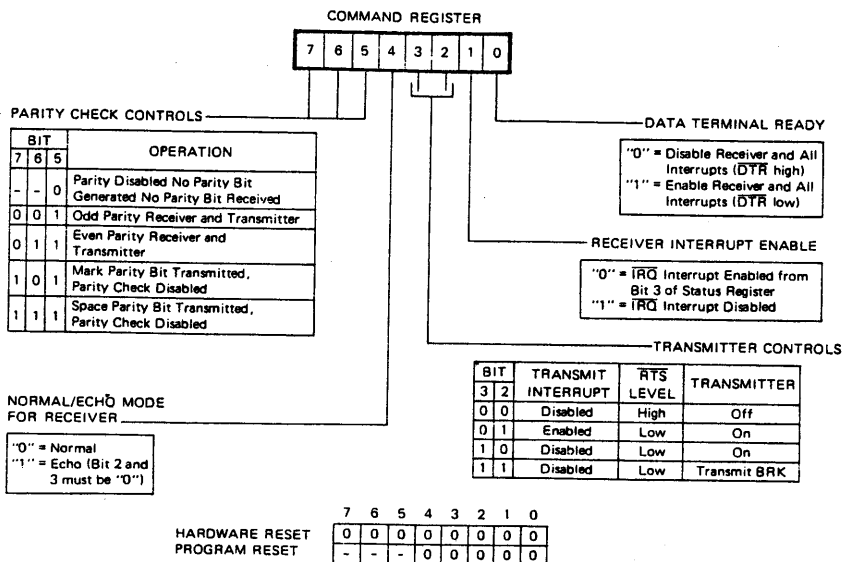 COMMAND REGISTER
7 6 5 4 3 2 1 0
PARITY CHECK CONTROLS
BIT OPERATION
7 6 5
- - 0 Parity Disabled No Parity Bit
Generated No Parity Bit Received
0 0 1 Odd Parity Receiver and Transmitter
0 1 1 Even Parity Receiver and
Transmitter
1 0 1 Mark Parity Bit Transmitted,
Parity Check Disabled
1 1 1 Space Parity Bit Transmitted,
Parity Check Disabled
DATA TERMINAL READY
"0" = Disable Receiver and All
Interrupts (D̅T̅R̅ high)
"1" = Enable Receiver and All
Interrupts (D̅T̅R̅ low)
RECEIVER INTERRUPT ENABLE
"0" = I̅R̅Q̅ Interrupt Enabled from
Bit 3 of Status Register
"1" = I̅R̅Q̅ Interrupt Disabled
TRANSMITTER CONTROLS
BIT TRANSMIT R̅T̅S̅ TRANSMITTER
3 2 INTERRUPT LEVEL
0 0 Disabled High Off
0 1 Enabled Low On
1 0 Disabled Low On
1 1 Disabled Low Transmit BRK
NORMAL/ECHO MODE
FOR RECEIVER
"0" = Normal
"1" = Echo (Bit 2 and
3 must be "0")
7 6 5 4 3 2 1 0
HARDWARE RESET 0 0 0 0 0 0 0 0
PROGRAM RESET - - - 0 0 0 0 0